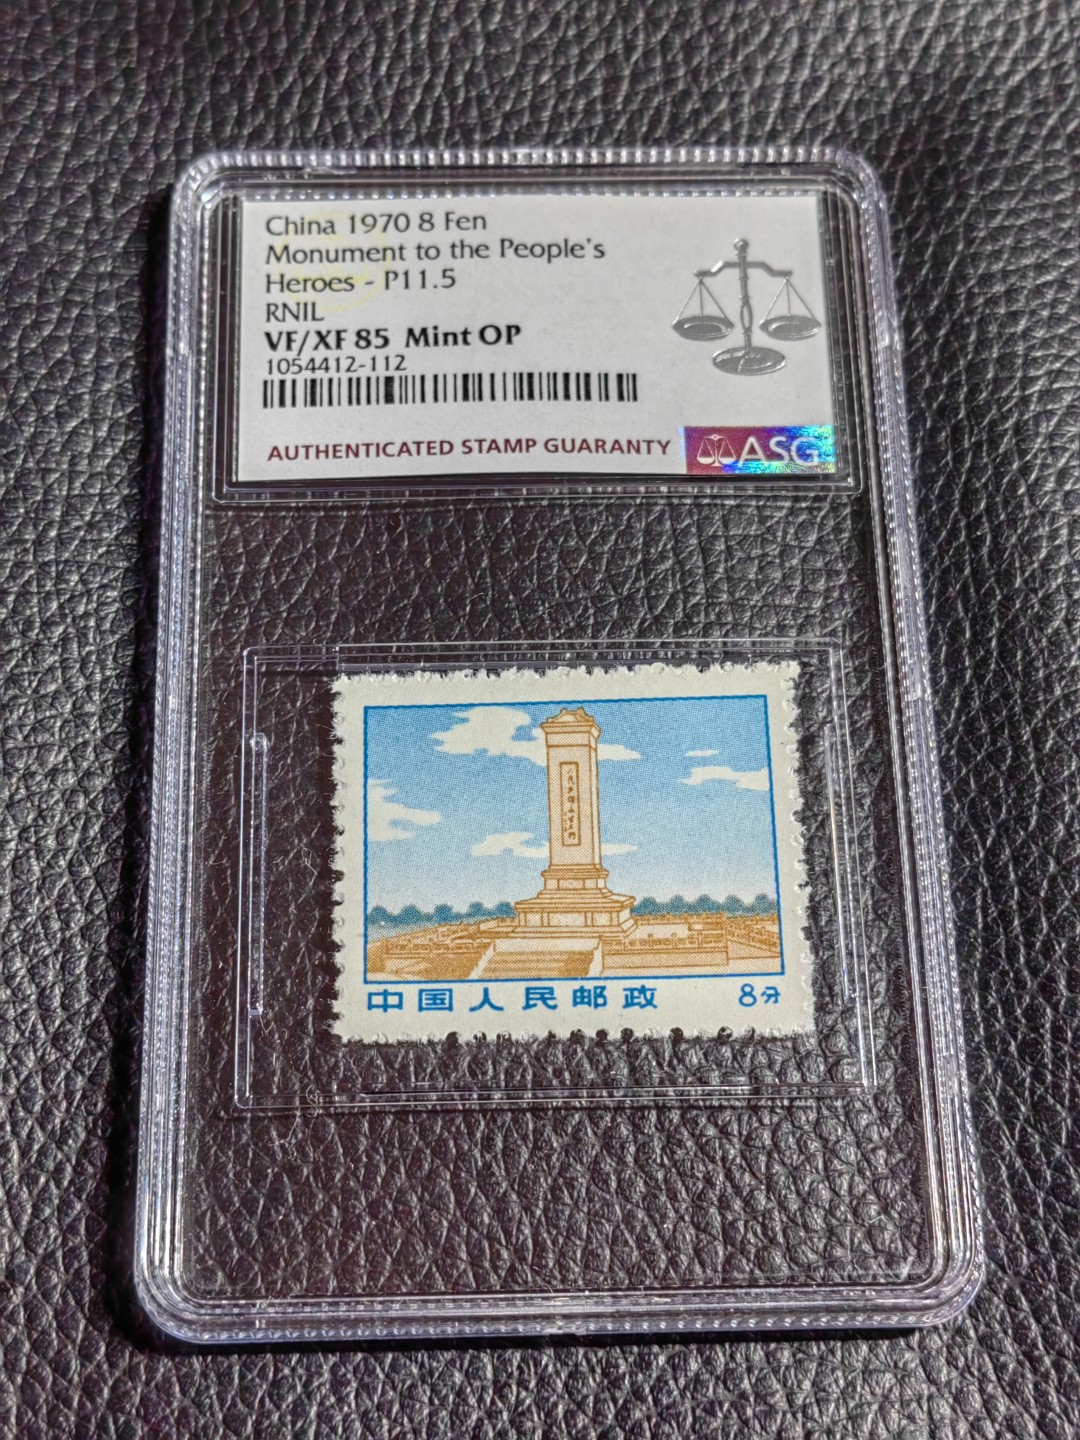 China 1970 8 Fen
Monument to the People's
Heroes - P11.5
RNIL
VF/XF 85 Mint OP
1054412-112
AUTHENTICATED STAMP GUARANTY
ASG
中国人民邮政
8分